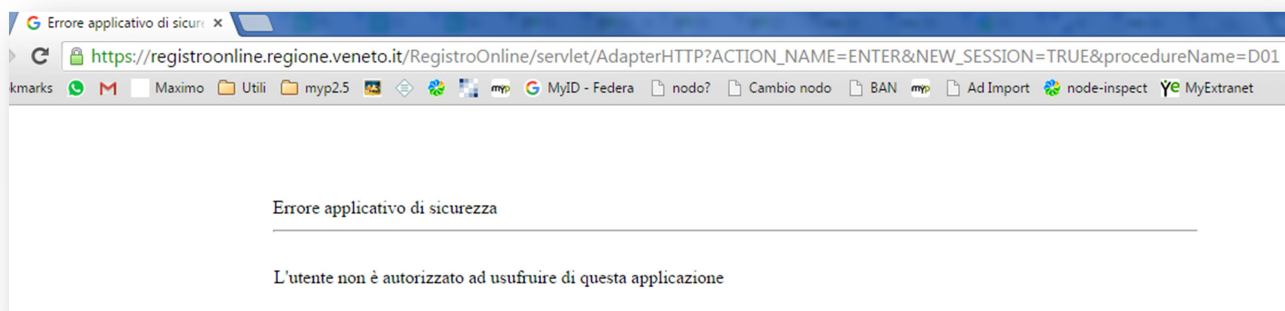 Errore applicativo di sicure
https://registroonline.regione.veneto.it/RegistroOnline/servlet/AdapterHTTP?ACTION_NAME=ENTER&NEW_SESSION=TRUE&procedureName=D01
kmarks M Maximo Utili myp2.5 myp MyID - Federa nodo? Cambio nodo BAN myp Ad Import node-inspect Ye MyExtranet
Errore applicativo di sicurezza
L'utente non è autorizzato ad usufruire di questa applicazione